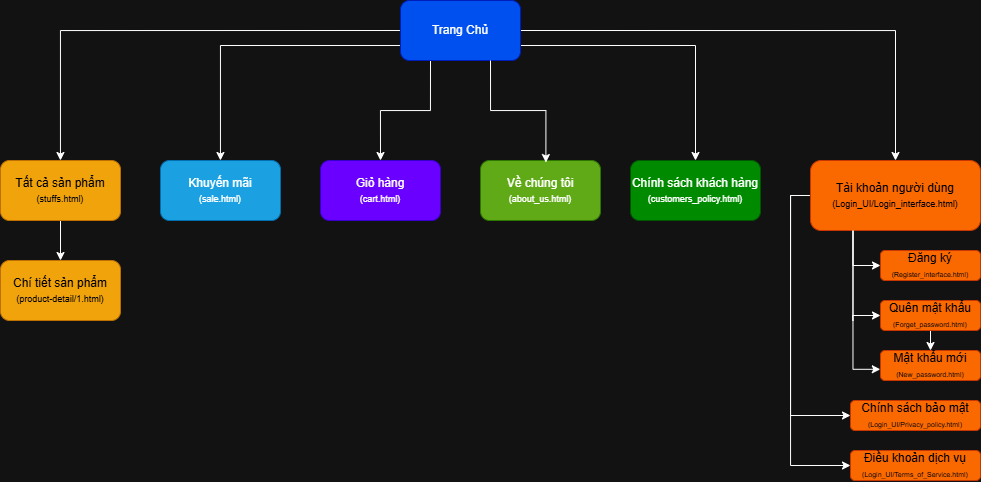 Trang Chủ
Tất cả sản phẩm
(stuffs.html)
Khuyến mãi
(sale.html)
Giỏ hàng
(cart.html)
Về chúng tôi
(about_us.html)
Chính sách khách hàng
(customers_policy.html)
Tài khoản người dùng
(Login_UI/Login_interface.html)
Chi tiết sản phẩm
(product-detail/1.html)
Đăng ký
(Register_interface.html)
Quên mật khẩu
(Forget_password.html)
Mật khẩu mới
(New_password.html)
Chính sách bảo mật
(Login_UI/Privacy_policy.html)
Điều khoản dịch vụ
(Login_UI/Terms_of_Service.html)